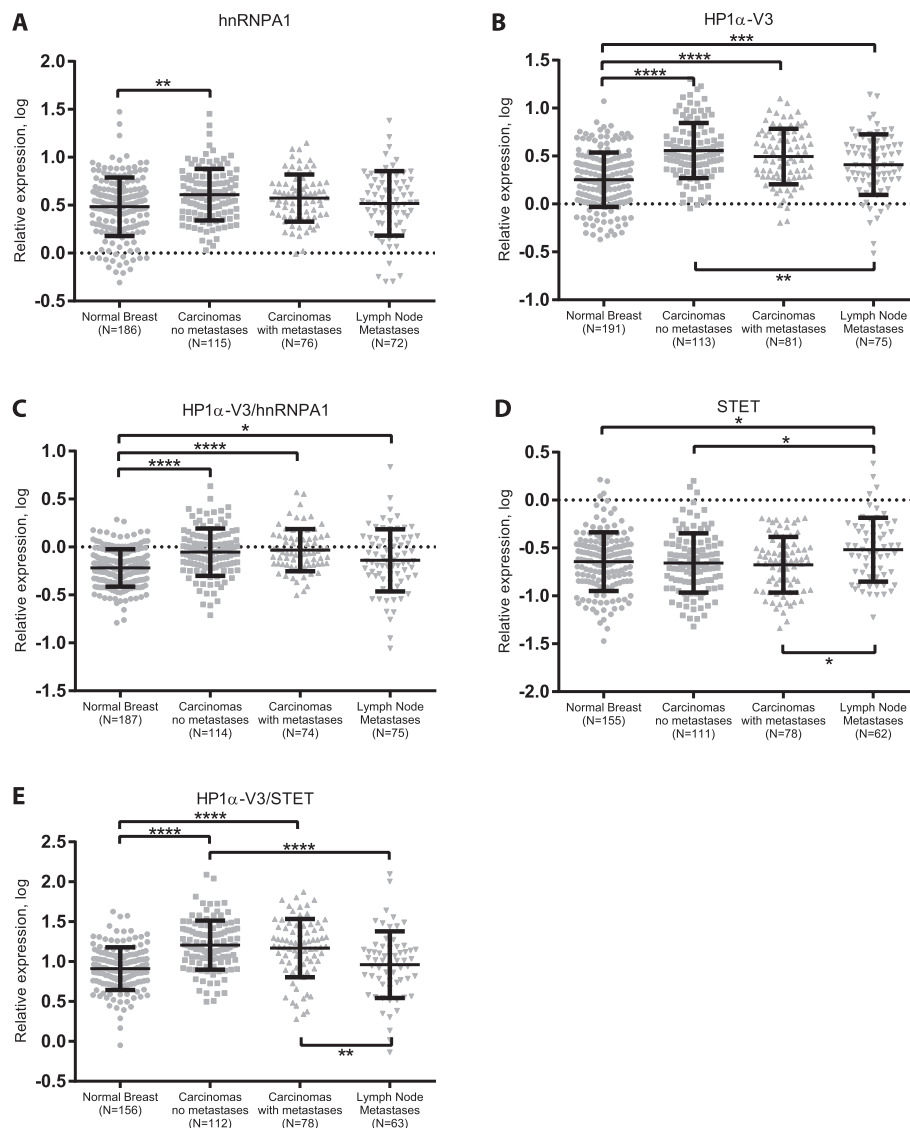 A
hnRNPA1
Relative expression, log
2.0
1.5
1.0
0.5
0.0
-0.5
**
Normal Breast
(N=186)
Carcinomas
no metastases
(N=115)
Carcinomas
with metastases
(N=76)
Lymph Node
Metastases
(N=72)
B
HP1α-V3
Relative expression, log
1.5
1.0
0.5
0.0
-0.5
-1.0
***
****
****
**
Normal Breast
(N=191)
Carcinomas
no metastases
(N=113)
Carcinomas
with metastases
(N=81)
Lymph Node
Metastases
(N=75)
C
HP1α-V3/hnRNPA1
Relative expression, log
1.0
0.5
0.0
-0.5
-1.0
-1.5
*
****
****
Normal Breast
(N=187)
Carcinomas
no metastases
(N=114)
Carcinomas
with metastases
(N=74)
Lymph Node
Metastases
(N=75)
D
STET
Relative expression, log
0.5
0.0
-0.5
-1.0
-1.5
-2.0
*
*
*
Normal Breast
(N=155)
Carcinomas
no metastases
(N=111)
Carcinomas
with metastases
(N=78)
Lymph Node
Metastases
(N=62)
E
HP1α-V3/STET
Relative expression, log
2.5
2.0
1.5
1.0
0.5
0.0
-0.5
****
****
****
**
Normal Breast
(N=156)
Carcinomas
no metastases
(N=112)
Carcinomas
with metastases
(N=78)
Lymph Node
Metastases
(N=63)